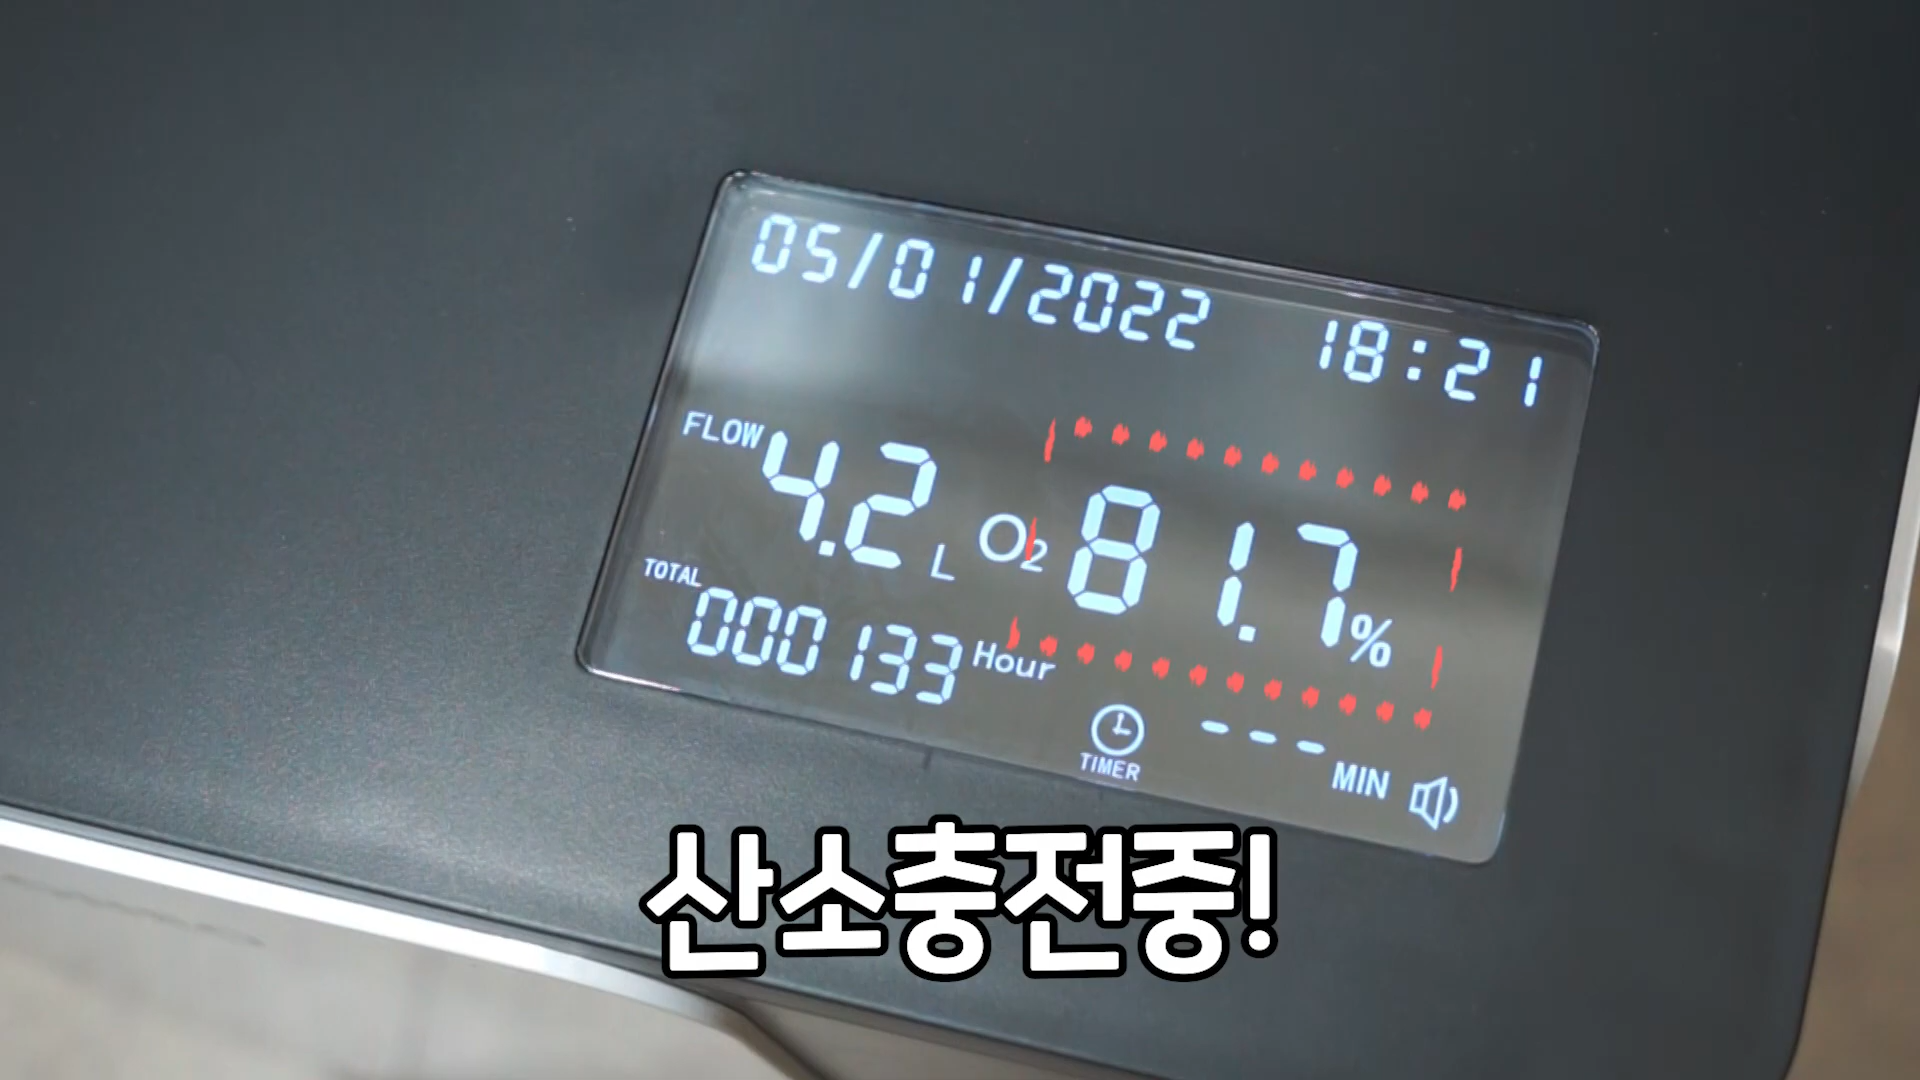 05/01/2022 18:21
FLOW 4.2 L O2 81.7%
TOTAL 000133 Hour
TIMER --- MIN
산소충전중!